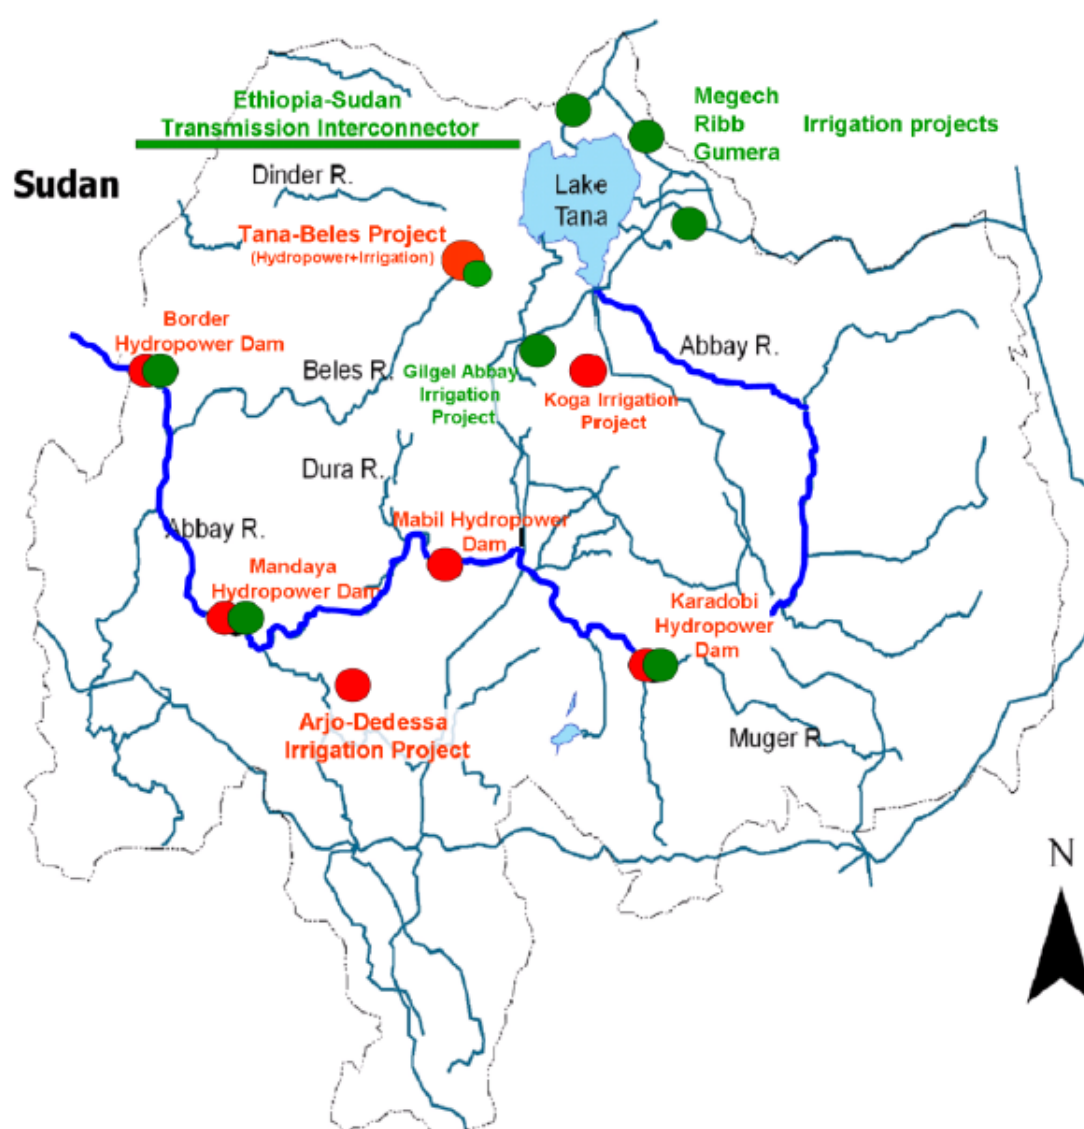 Ethiopia-Sudan
Transmission Interconnector
Megech
Ribb
Gumera
Irrigation projects
Sudan
Dinder R.
Lake
Tana
Tana-Beles Project
(Hydropower+Irrigation)
Border
Hydropower Dam
Beles R.
Gilgel Abbay
Irrigation
Project
Koga Irrigation
Project
Abbay R.
Dura R.
Mabil Hydropower
Dam
Abbay R.
Mandaya
Hydropower Dam
Karadobi
Hydropower
Dam
Arjo-Dedessa
Irrigation Project
Muger R.
N